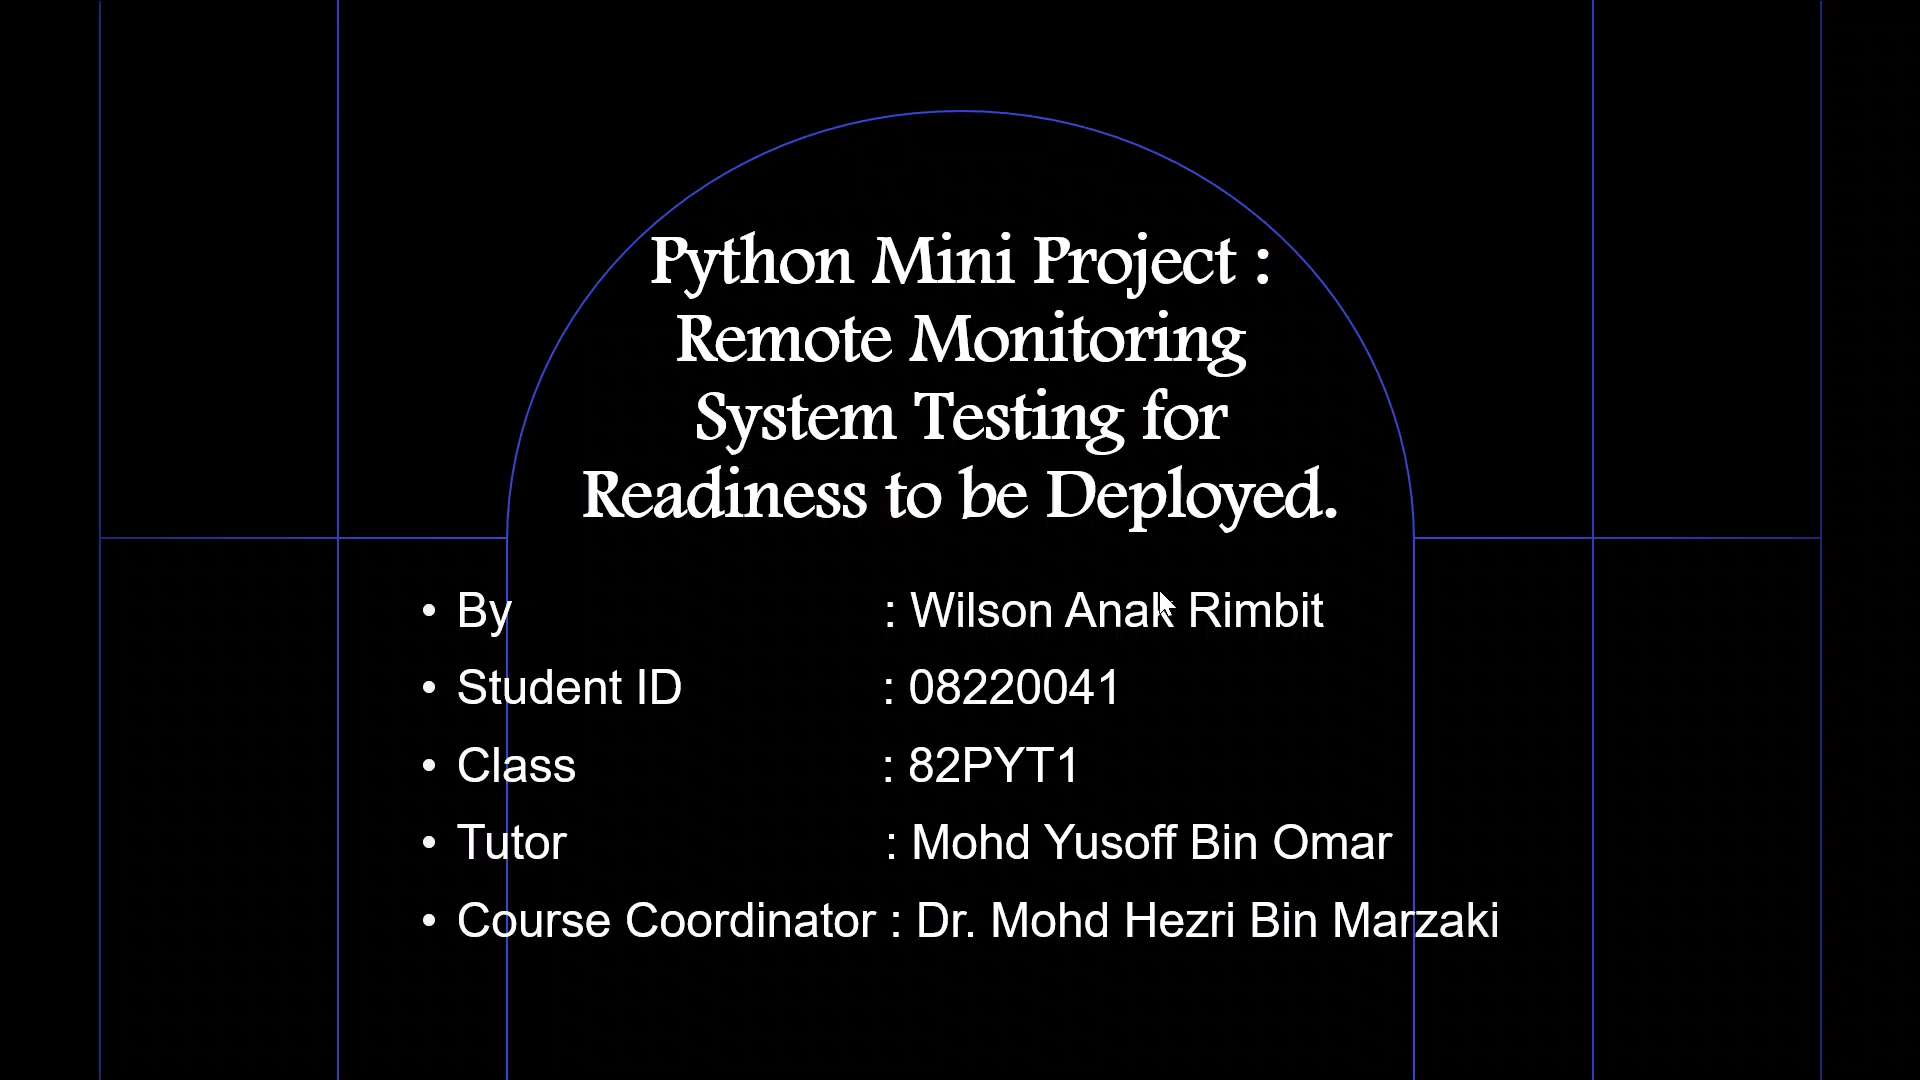 Python Mini Project :
Remote Monitoring
System Testing for
Readiness to be Deployed.
• By : Wilson Anak Rimbit
• Student ID : 08220041
• Class : 82PYT1
• Tutor : Mohd Yusoff Bin Omar
• Course Coordinator : Dr. Mohd Hezri Bin Marzaki